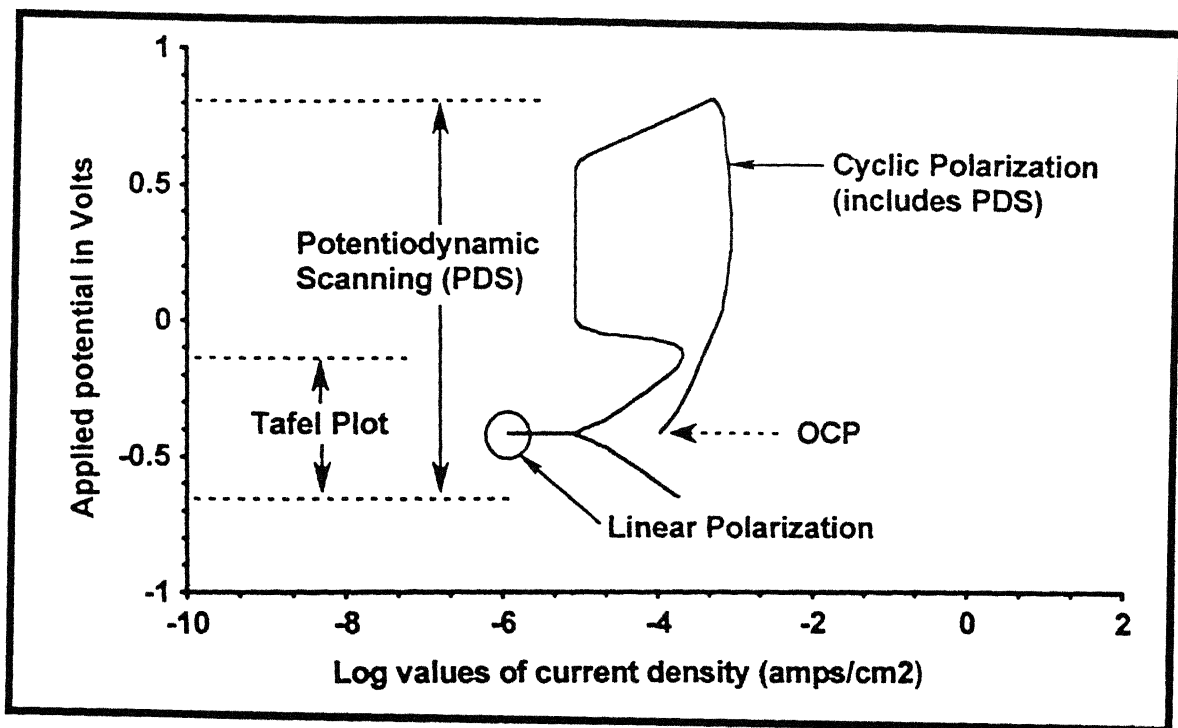 1
0.5
0
-0.5
-1
-10
-8
-6
-4
-2
0
2
Applied potential in Volts
Log values of current density (amps/cm2)
Potentiodynamic
Scanning (PDS)
Tafel Plot
Cyclic Polarization
(includes PDS)
OCP
Linear Polarization